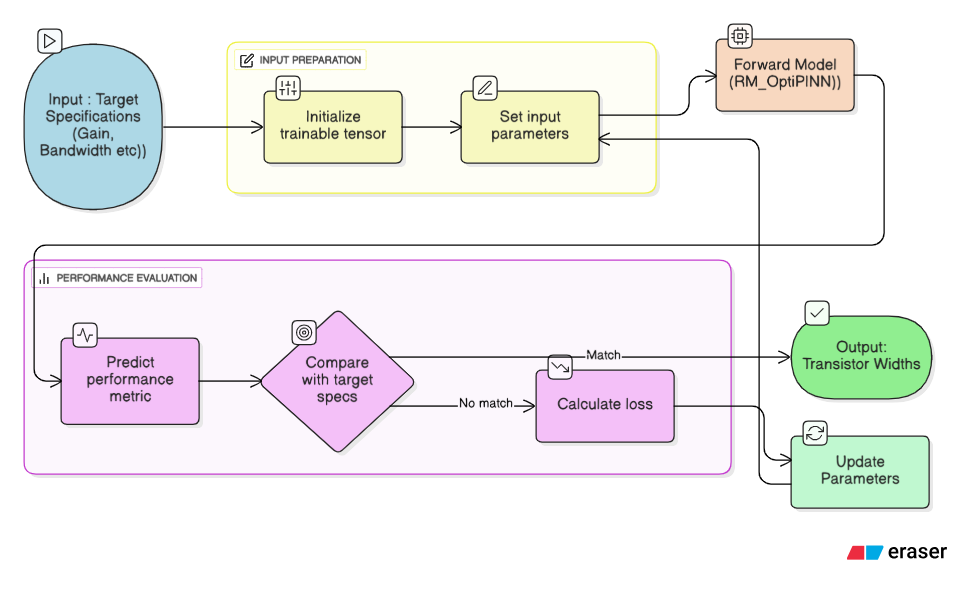 Input : Target
Specifications
(Gain,
Bandwidth etc))
INPUT PREPARATION
Initialize
trainable tensor
Set input
parameters
Forward Model
(RM_OptiPINN))
PERFORMANCE EVALUATION
Predict
performance
metric
Compare
with target
specs
Match
No match
Calculate loss
Output:
Transistor Widths
Update
Parameters
eraser